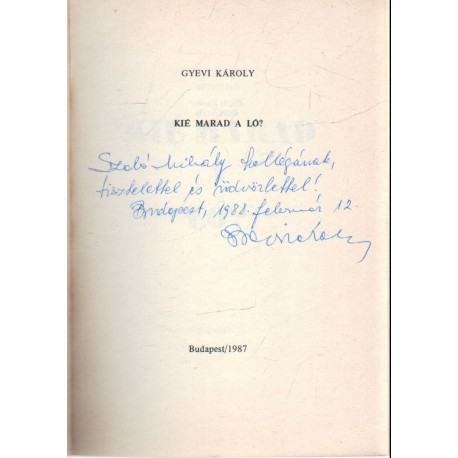 GYEVI KÁROLY
KIÉ MARAD A LÓ?
Szabó Mihály kollégának,
tisztelettel és üdvözlettel!
Budapest, 1988. február 12.
Budapest/1987